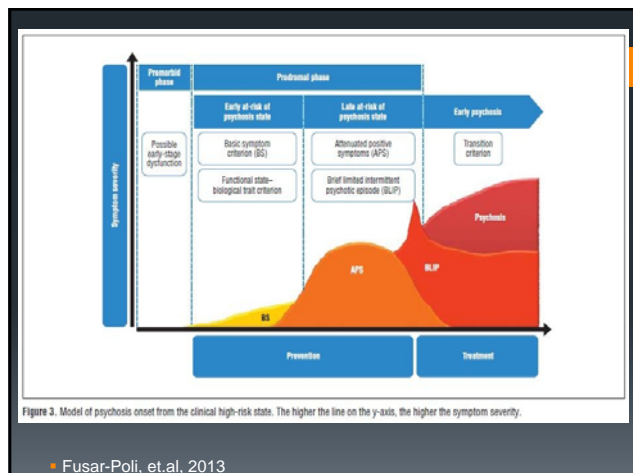 Premorbid
phase
Prodromal phase
Early at-risk of
psychosis state
Late at-risk of
psychosis state
Early psychosis
Possible
early-stage
dysfunction
Basic symptom
criterion (BS)
Attenuated positive
symptoms (APS)
Transition
criterion
Functional state–
biological trait criterion
Brief limited intermittent
psychotic episode (BLIP)
Symptom severity
Psychosis
APS
BLIP
BS
Prevention
Treatment
Figure 3. Model of psychosis onset from the clinical high-risk state. The higher the line on the y-axis, the higher the symptom severity.
▪ Fusar-Poli, et.al, 2013